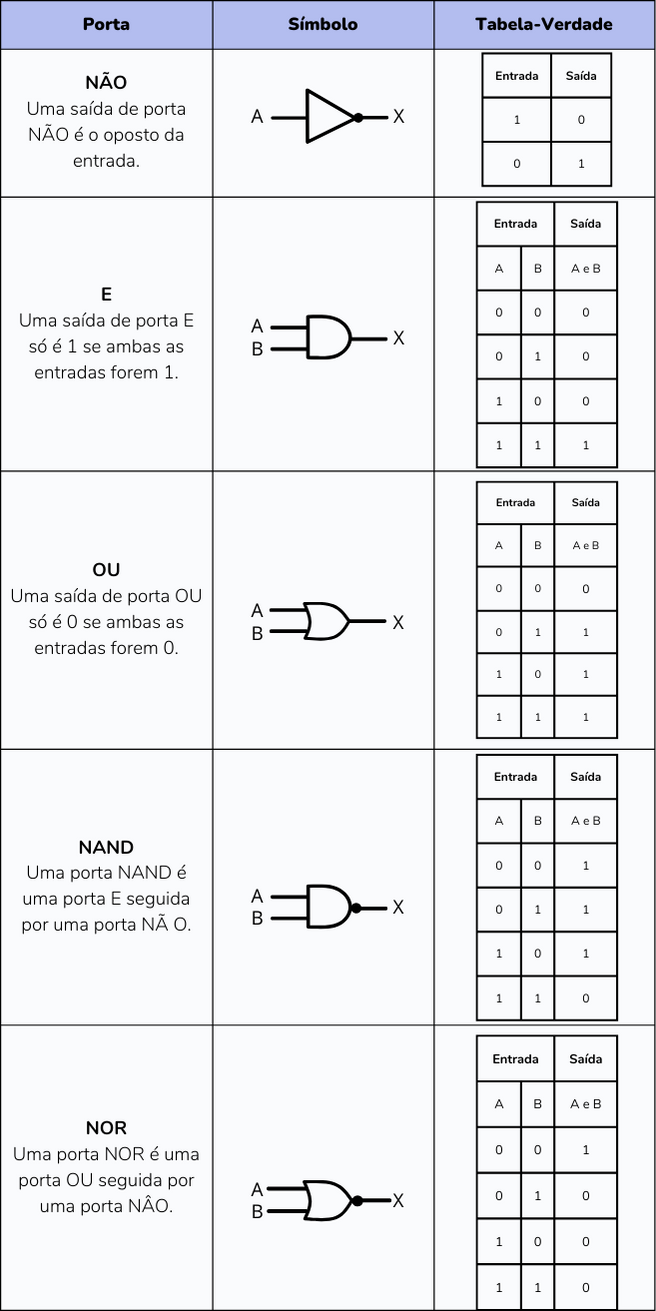 Porta Símbolo Tabela-Verdade
NÃO
Uma saída de porta
NÃO é o oposto da
entrada.
A X
Entrada Saída
1 0
0 1
E
Uma saída de porta E
só é 1 se ambas as
entradas forem 1.
A
B
X
Entrada Saída
A B A e B
0 0 0
0 1 0
1 0 0
1 1 1
OU
Uma saída de porta OU
só é 0 se ambas as
entradas forem 0.
A
B
X
Entrada Saída
A B A e B
0 0 0
0 1 1
1 0 1
1 1 1
NAND
Uma porta NAND é
uma porta E seguida
por uma porta NÃ O.
A
B
X
Entrada Saída
A B A e B
0 0 1
0 1 1
1 0 1
1 1 0
NOR
Uma porta NOR é uma
porta OU seguida por
uma porta NÂO.
A
B
X
Entrada Saída
A B A e B
0 0 1
0 1 0
1 0 0
1 1 0